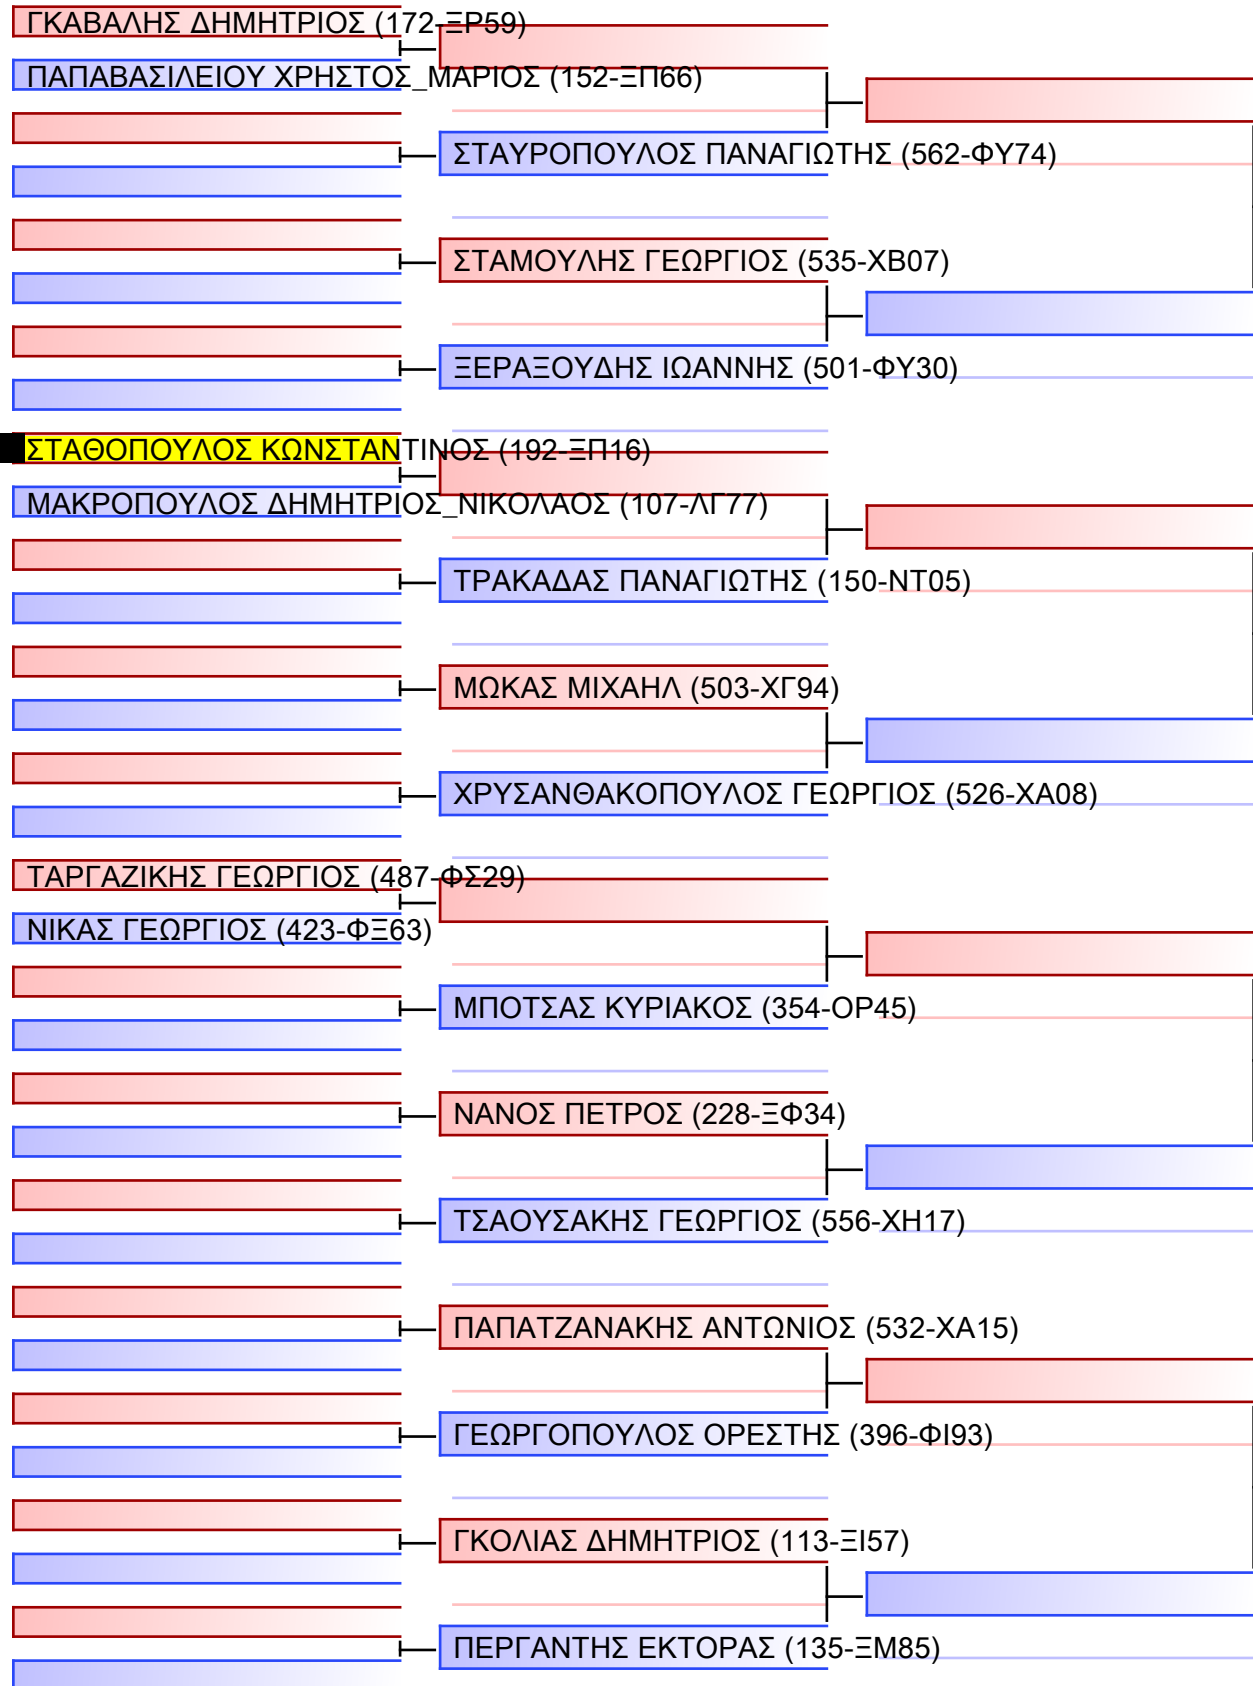 ΓΚΑΒΑΛΗΣ ΔΗΜΗΤΡΙΟΣ (172-ΞΡ59)
ΠΑΠΑΒΑΣΙΛΕΙΟΥ ΧΡΗΣΤΟΣ_ΜΑΡΙΟΣ (152-ΞΠ66)
ΣΤΑΥΡΟΠΟΥΛΟΣ ΠΑΝΑΓΙΩΤΗΣ (562-ΦΥ74)
ΣΤΑΜΟΥΛΗΣ ΓΕΩΡΓΙΟΣ (535-ΧΒ07)
ΞΕΡΑΞΟΥΔΗΣ ΙΩΑΝΝΗΣ (501-ΦΥ30)
ΣΤΑΘΟΠΟΥΛΟΣ ΚΩΝΣΤΑΝΤΙΝΟΣ (192-ΞΠ16)
ΜΑΚΡΟΠΟΥΛΟΣ ΔΗΜΗΤΡΙΟΣ_ΝΙΚΟΛΑΟΣ (107-ΛΓ77)
ΤΡΑΚΑΔΑΣ ΠΑΝΑΓΙΩΤΗΣ (150-ΝΤ05)
ΜΩΚΑΣ ΜΙΧΑΗΛ (503-ΧΓ94)
ΧΡΥΣΑΝΘΑΚΟΠΟΥΛΟΣ ΓΕΩΡΓΙΟΣ (526-ΧΑ08)
ΤΑΡΓΑΖΙΚΗΣ ΓΕΩΡΓΙΟΣ (487-ΦΣ29)
ΝΙΚΑΣ ΓΕΩΡΓΙΟΣ (423-ΦΞ63)
ΜΠΟΤΣΑΣ ΚΥΡΙΑΚΟΣ (354-ΟΡ45)
ΝΑΝΟΣ ΠΕΤΡΟΣ (228-ΞΦ34)
ΤΣΑΟΥΣΑΚΗΣ ΓΕΩΡΓΙΟΣ (556-ΧΗ17)
ΠΑΠΑΤΖΑΝΑΚΗΣ ΑΝΤΩΝΙΟΣ (532-ΧΑ15)
ΓΕΩΡΓΟΠΟΥΛΟΣ ΟΡΕΣΤΗΣ (396-ΦΙ93)
ΓΚΟΛΙΑΣ ΔΗΜΗΤΡΙΟΣ (113-ΞΙ57)
ΠΕΡΓΑΝΤΗΣ ΕΚΤΟΡΑΣ (135-ΞΜ85)